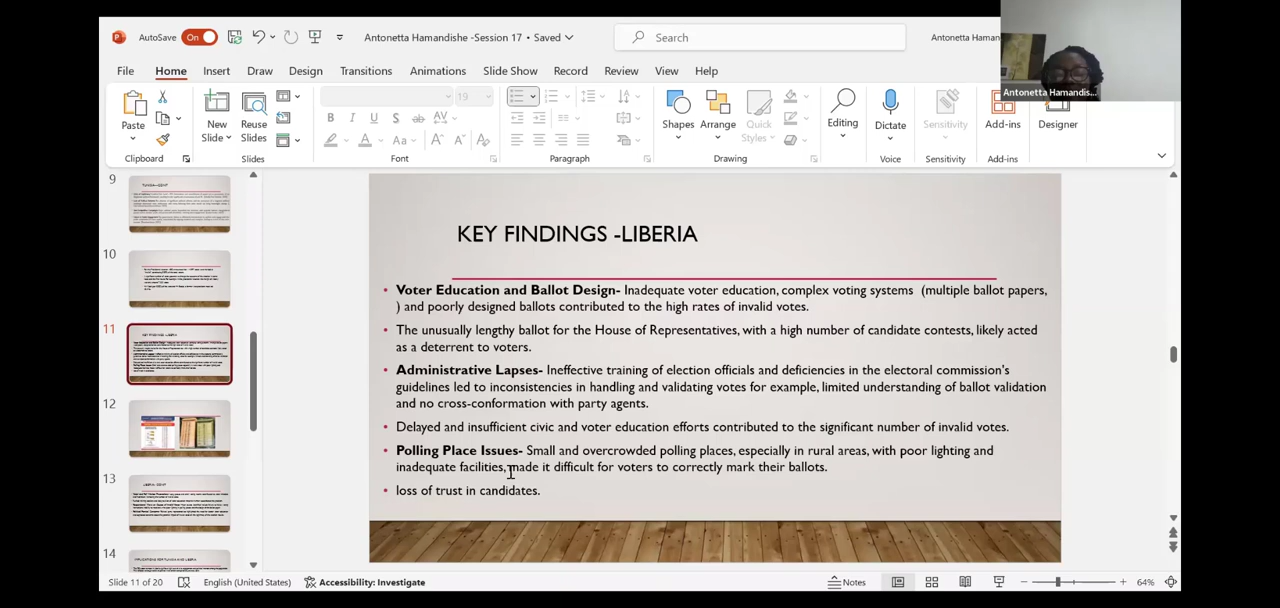 AutoSave On Antonetta Hamandishe -Session 17 • Saved Search Antonetta Haman
File Home Insert Draw Design Transitions Animations Slide Show Record Review View Help
Antonetta Hamandis...
19
Paste New Slide Reuse Slides B I U S ab AV Aa A A Shapes Arrange Quick Styles Editing Dictate Sensitivity Add-ins Designer
Clipboard Slides Font Paragraph Drawing Voice Sensitivity Add-ins
9
10
11
12
13
14
KEY FINDINGS -LIBERIA
• Voter Education and Ballot Design- Inadequate voter education, complex voting systems (multiple ballot papers,
) and poorly designed ballots contributed to the high rates of invalid votes.
• The unusually lengthy ballot for the House of Representatives, with a high number of candidate contests, likely acted
as a deterrent to voters.
• Administrative Lapses- Ineffective training of election officials and deficiencies in the electoral commission's
guidelines led to inconsistencies in handling and validating votes for example, limited understanding of ballot validation
and no cross-conformation with party agents.
• Delayed and insufficient civic and voter education efforts contributed to the significant number of invalid votes.
• Polling Place Issues- Small and overcrowded polling places, especially in rural areas, with poor lighting and
inadequate facilities, made it difficult for voters to correctly mark their ballots.
• loss of trust in candidates.
Slide 11 of 20 English (United States) Accessibility: Investigate Notes 64%